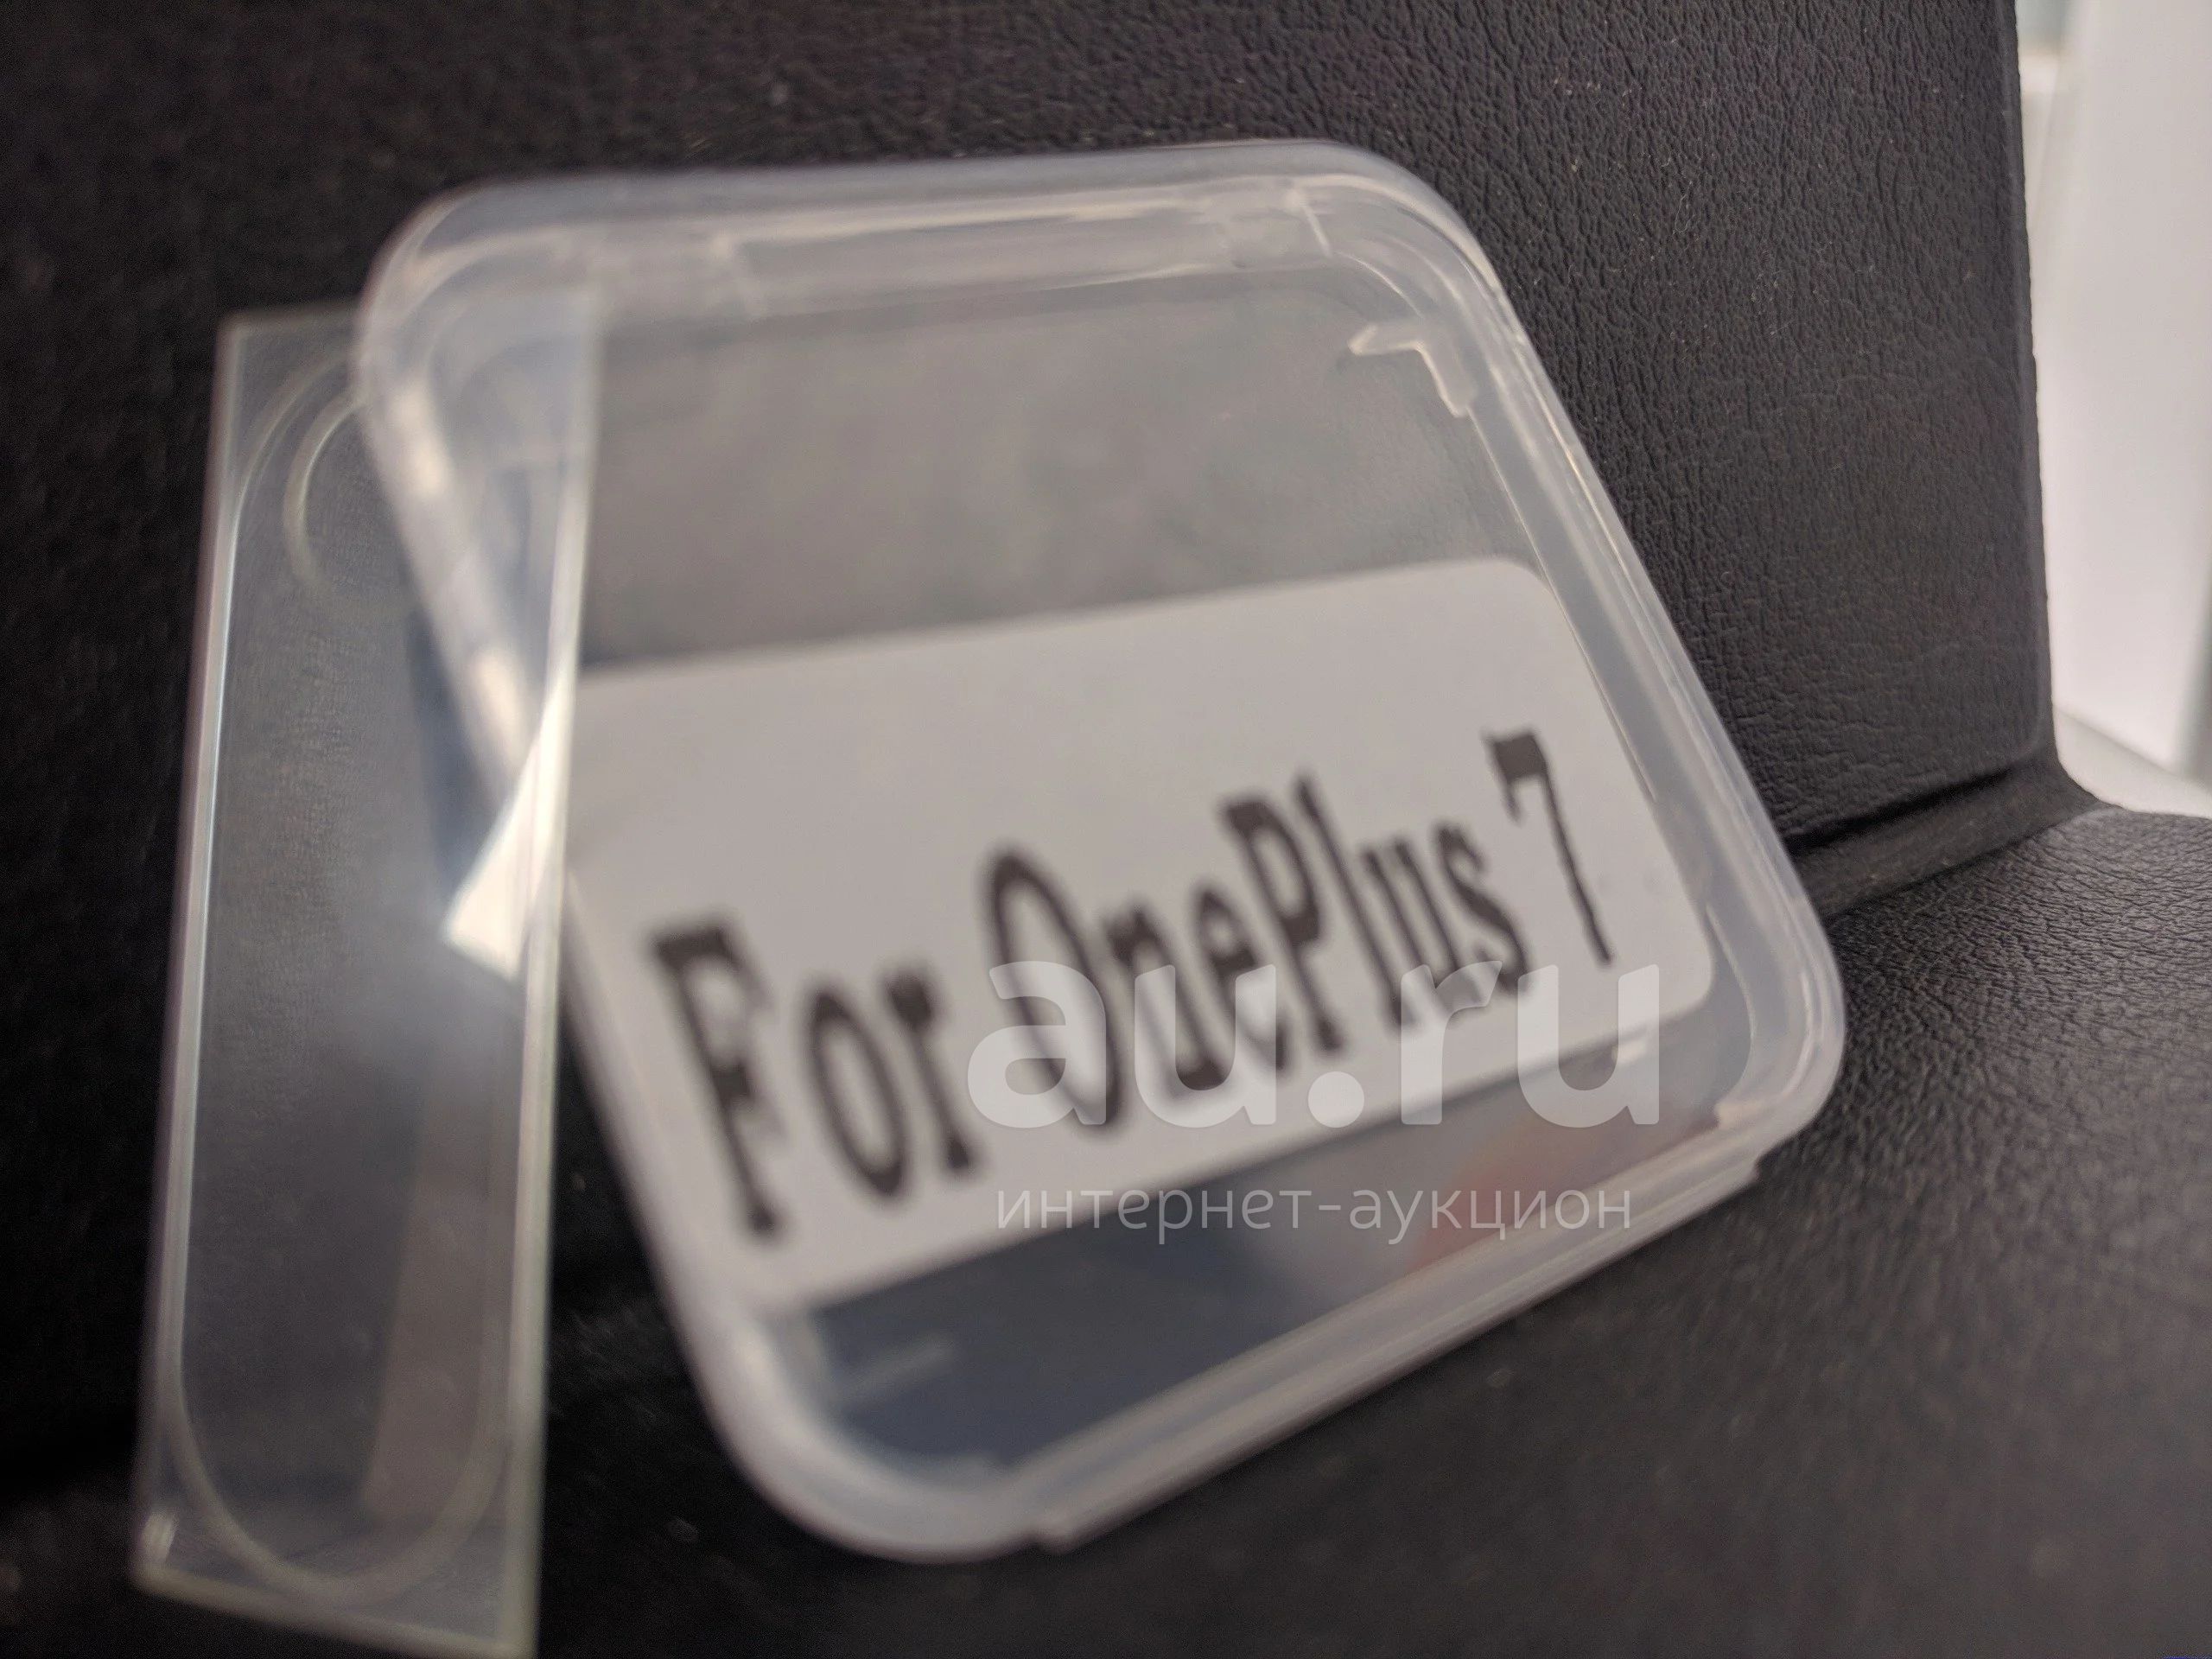 For OnePlus 7
au.ru
интернет-аукцион